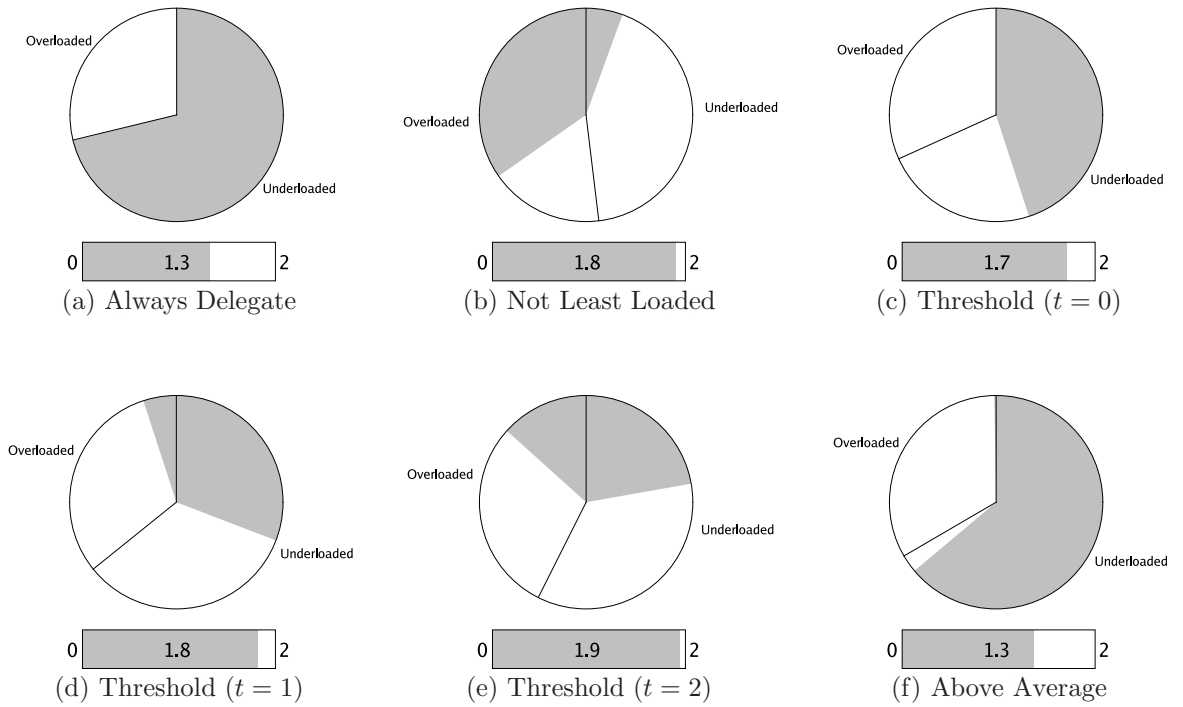 Overloaded
Underloaded
0 1.3 2
(a) Always Delegate
Overloaded
Underloaded
0 1.8 2
(b) Not Least Loaded
Overloaded
Underloaded
0 1.7 2
(c) Threshold (t = 0)
Overloaded
Underloaded
0 1.8 2
(d) Threshold (t = 1)
Overloaded
Underloaded
0 1.9 2
(e) Threshold (t = 2)
Overloaded
Underloaded
0 1.3 2
(f) Above Average